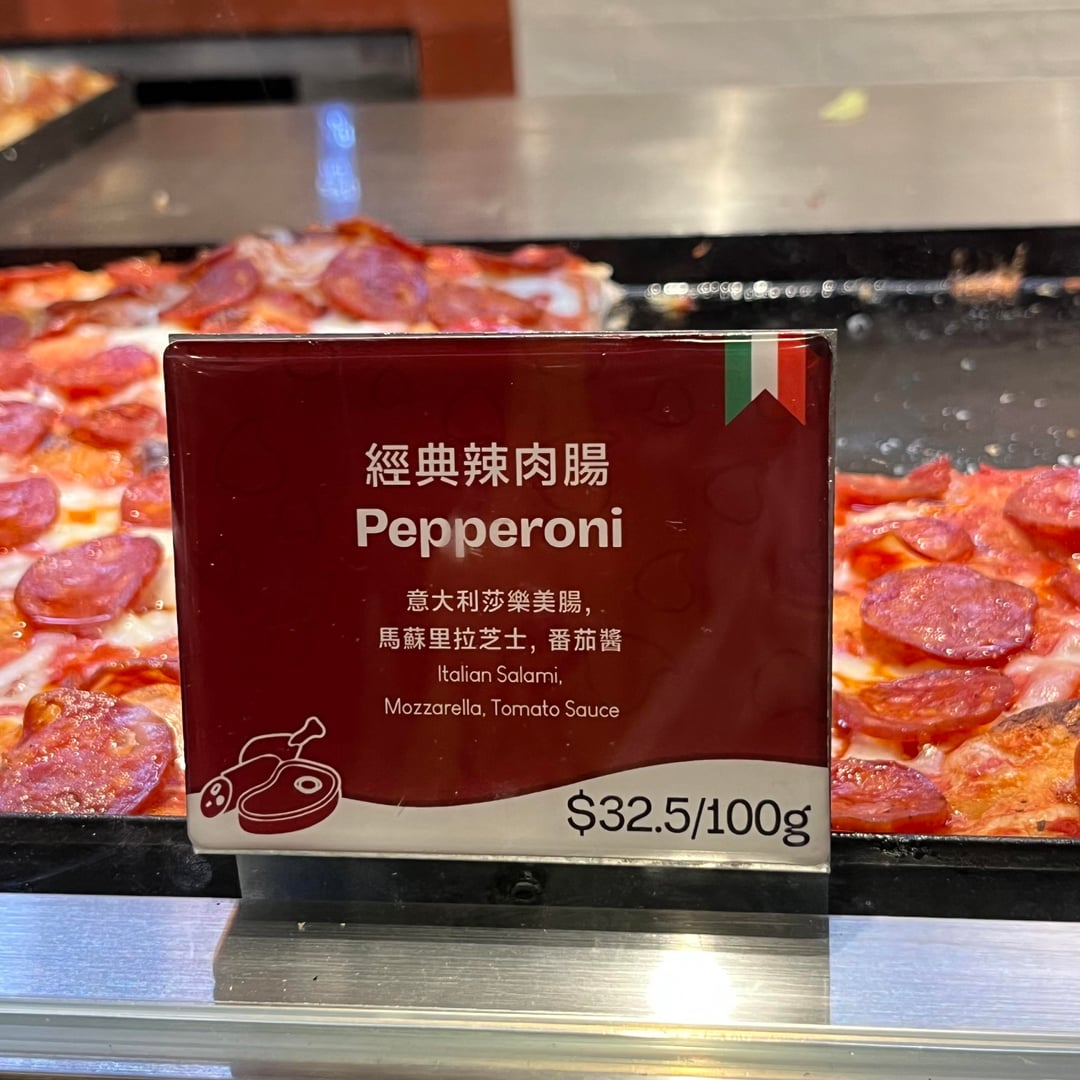 經典辣肉腸
Pepperoni
意大利莎樂美腸,
馬蘇里拉芝士, 番茄醬
Italian Salami,
Mozzarella, Tomato Sauce
$32.5/100g